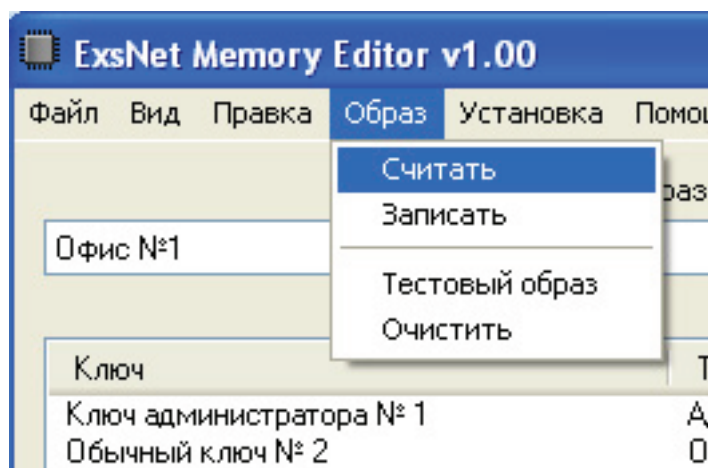 ExsNet Memory Editor v1.00
Файл Вид Правка Образ Установка
Считать
Записать
Офис №1
Тестовый образ
Очистить
Ключ
Ключ администратора № 1
Обычный ключ № 2